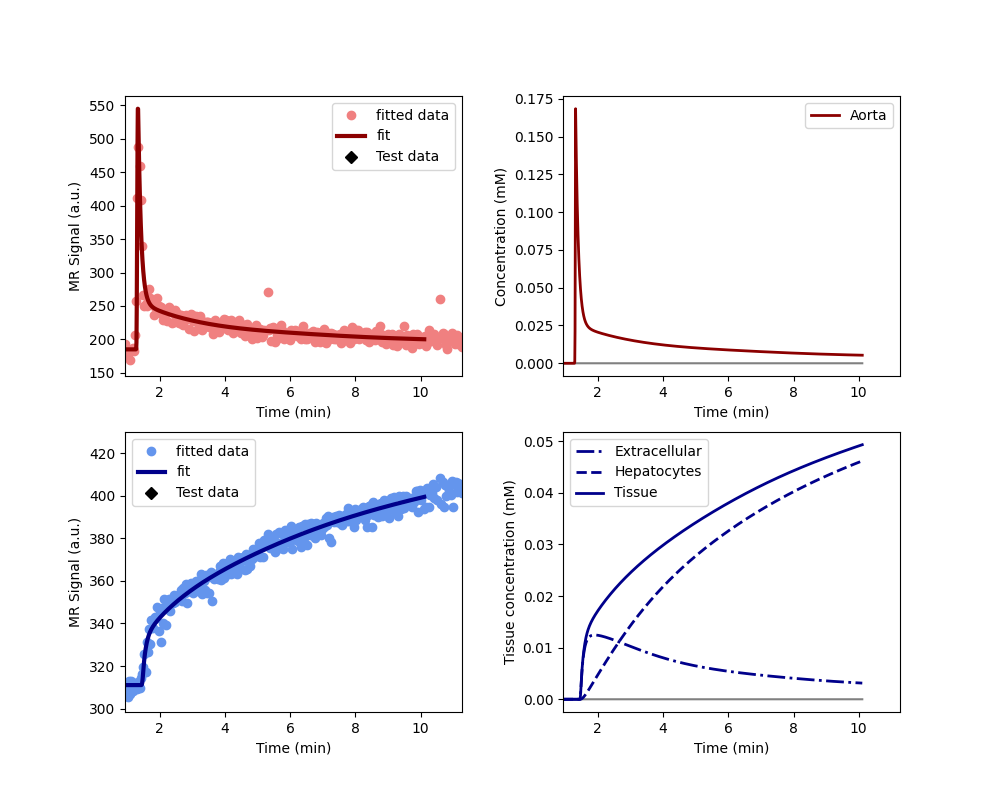 550
500
450
400
350
300
250
200
150
MR Signal (a.u.)
fitted data
fit
Test data
2
4
6
8
10
Time (min)
0.175
0.150
0.125
0.100
0.075
0.050
0.025
0.000
Concentration (mM)
Aorta
2
4
6
8
10
Time (min)
420
400
380
360
340
320
300
MR Signal (a.u.)
fitted data
fit
Test data
2
4
6
8
10
Time (min)
0.05
0.04
0.03
0.02
0.01
0.00
Tissue concentration (mM)
Extracellular
Hepatocytes
Tissue
2
4
6
8
10
Time (min)